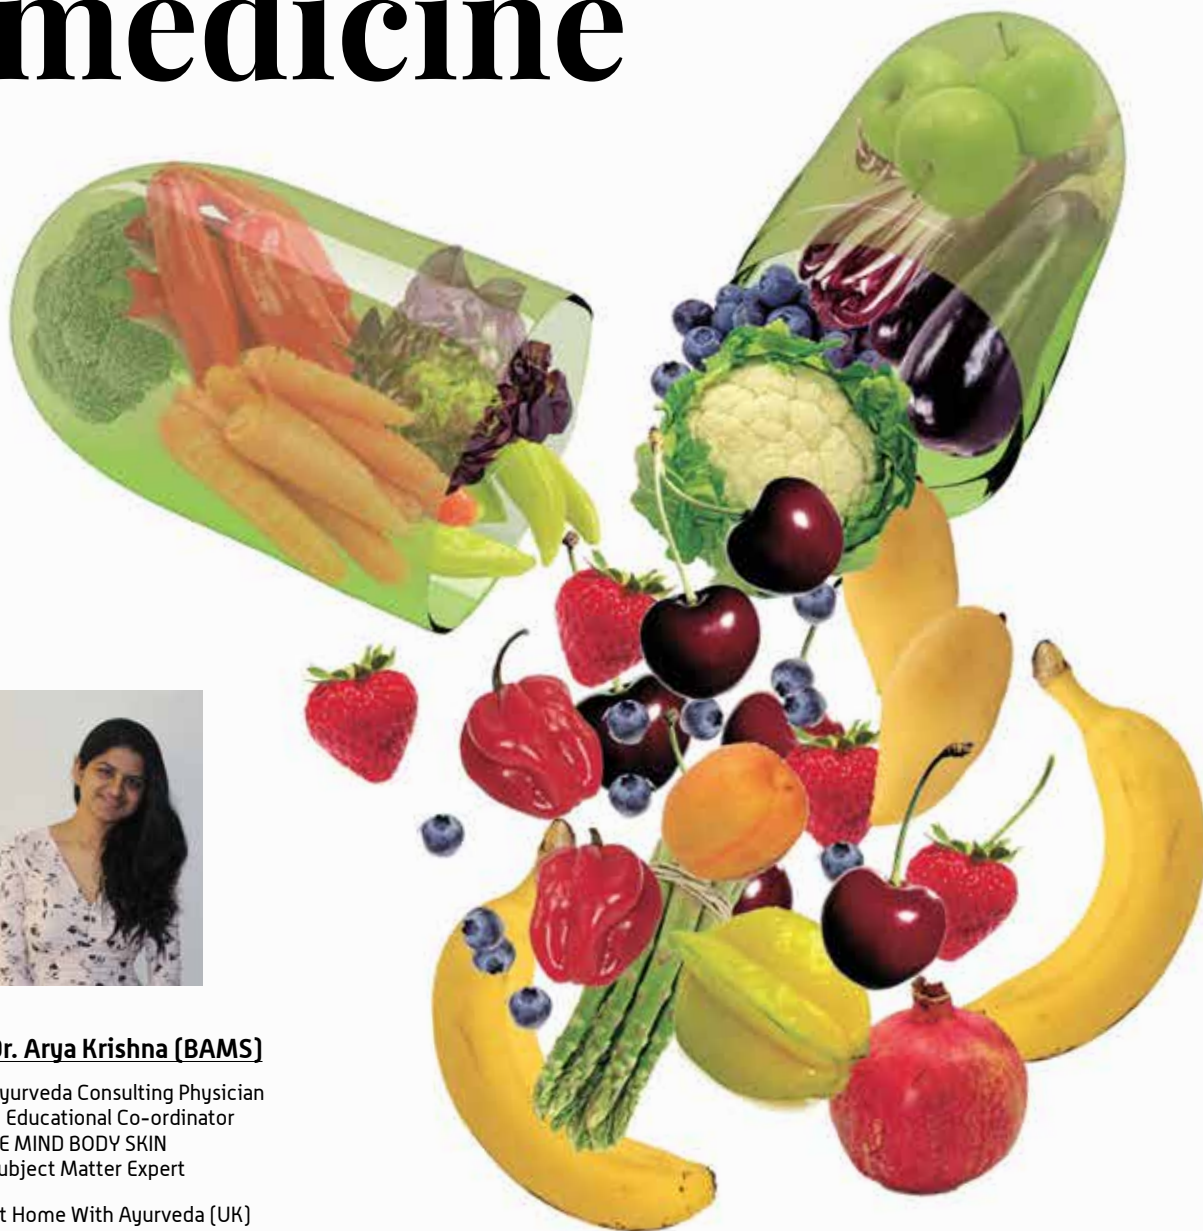 medicine
Dr. Arya Krishna (BAMS)
yurveda Consulting Physician
Educational Co-ordinator
E MIND BODY SKIN
ubject Matter Expert
t Home With Ayurveda (UK)